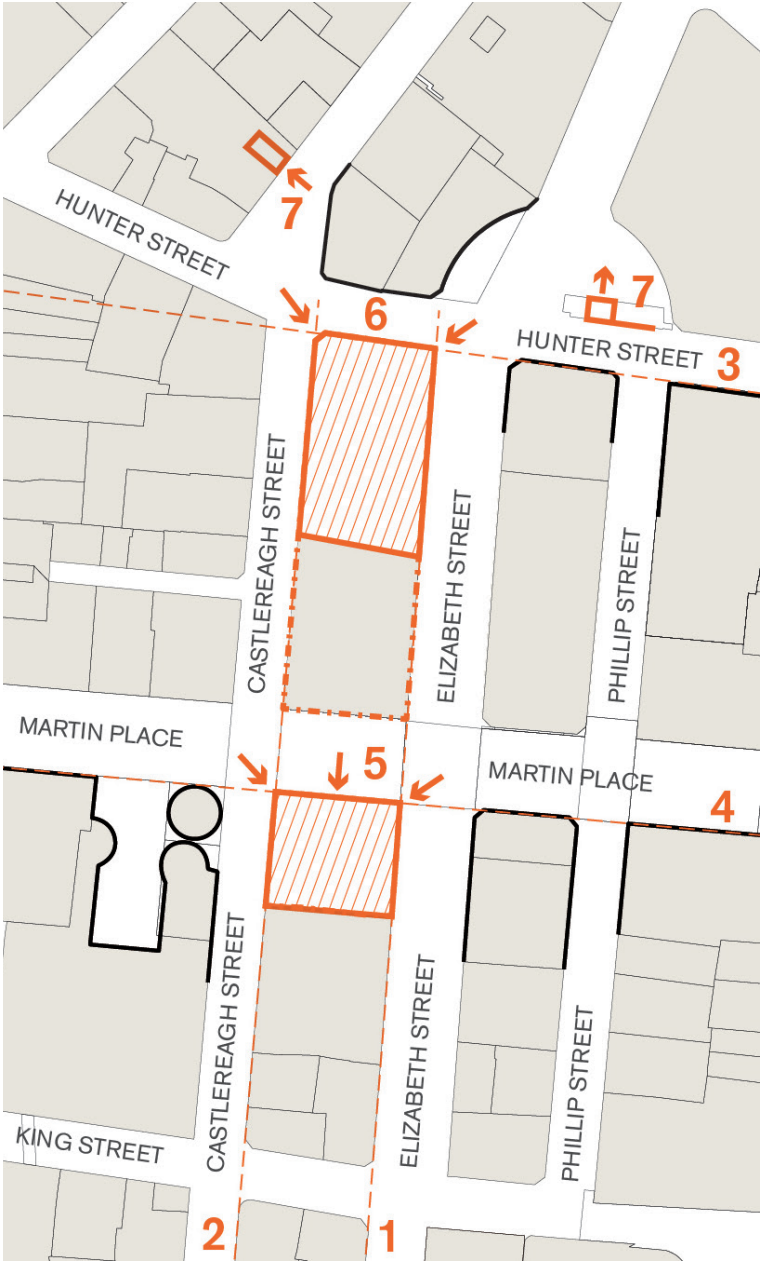 7
HUNTER STREET
7
6
HUNTER STREET
3
CASTLEREAGH STREET
ELIZABETH STREET
PHILLIP STREET
MARTIN PLACE
5
MARTIN PLACE
4
CASTLEREAGH STREET
ELIZABETH STREET
PHILLIP STREET
KING STREET
2
1